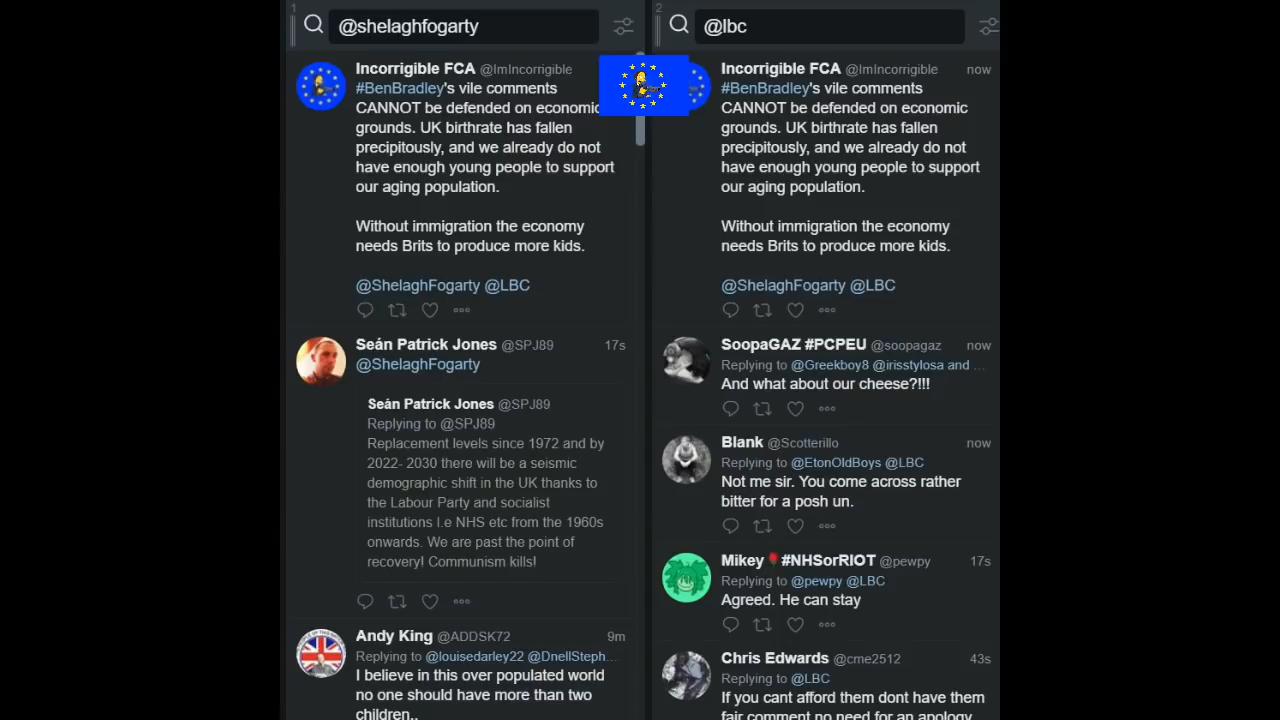 1
@shelaghfogarty
Incorrigible FCA @ImIncorrigible
#BenBradley's vile comments
CANNOT be defended on economic
grounds. UK birthrate has fallen
precipitously, and we already do not
have enough young people to support
our aging population.
Without immigration the economy
needs Brits to produce more kids.
@ShelaghFogarty @LBC
Seán Patrick Jones @SPJ89 17s
@ShelaghFogarty
Seán Patrick Jones @SPJ89
Replying to @SPJ89
Replacement levels since 1972 and by
2022- 2030 there will be a seismic
demographic shift in the UK thanks to
the Labour Party and socialist
institutions I.e NHS etc from the 1960s
onwards. We are past the point of
recovery! Communism kills!
Andy King @ADDSK72 9m
Replying to @louisedarley22 @DnellSteph...
I believe in this over populated world
no one should have more than two
children..
2
@lbc
Incorrigible FCA @ImIncorrigible now
#BenBradley's vile comments
CANNOT be defended on economic
grounds. UK birthrate has fallen
precipitously, and we already do not
have enough young people to support
our aging population.
Without immigration the economy
needs Brits to produce more kids.
@ShelaghFogarty @LBC
SoopaGAZ #PCPEU @soopagaz now
Replying to @Greekboy8 @irisstylosa and ...
And what about our cheese?!!!
Blank @Scotterillo now
Replying to @EtonOldBoys @LBC
Not me sir. You come across rather
bitter for a posh un.
Mikey🌹#NHSorRIOT @pewpy 17s
Replying to @pewpy @LBC
Agreed. He can stay
Chris Edwards @cme2512 43s
Replying to @LBC
If you cant afford them dont have them
fair comment no need for an apology